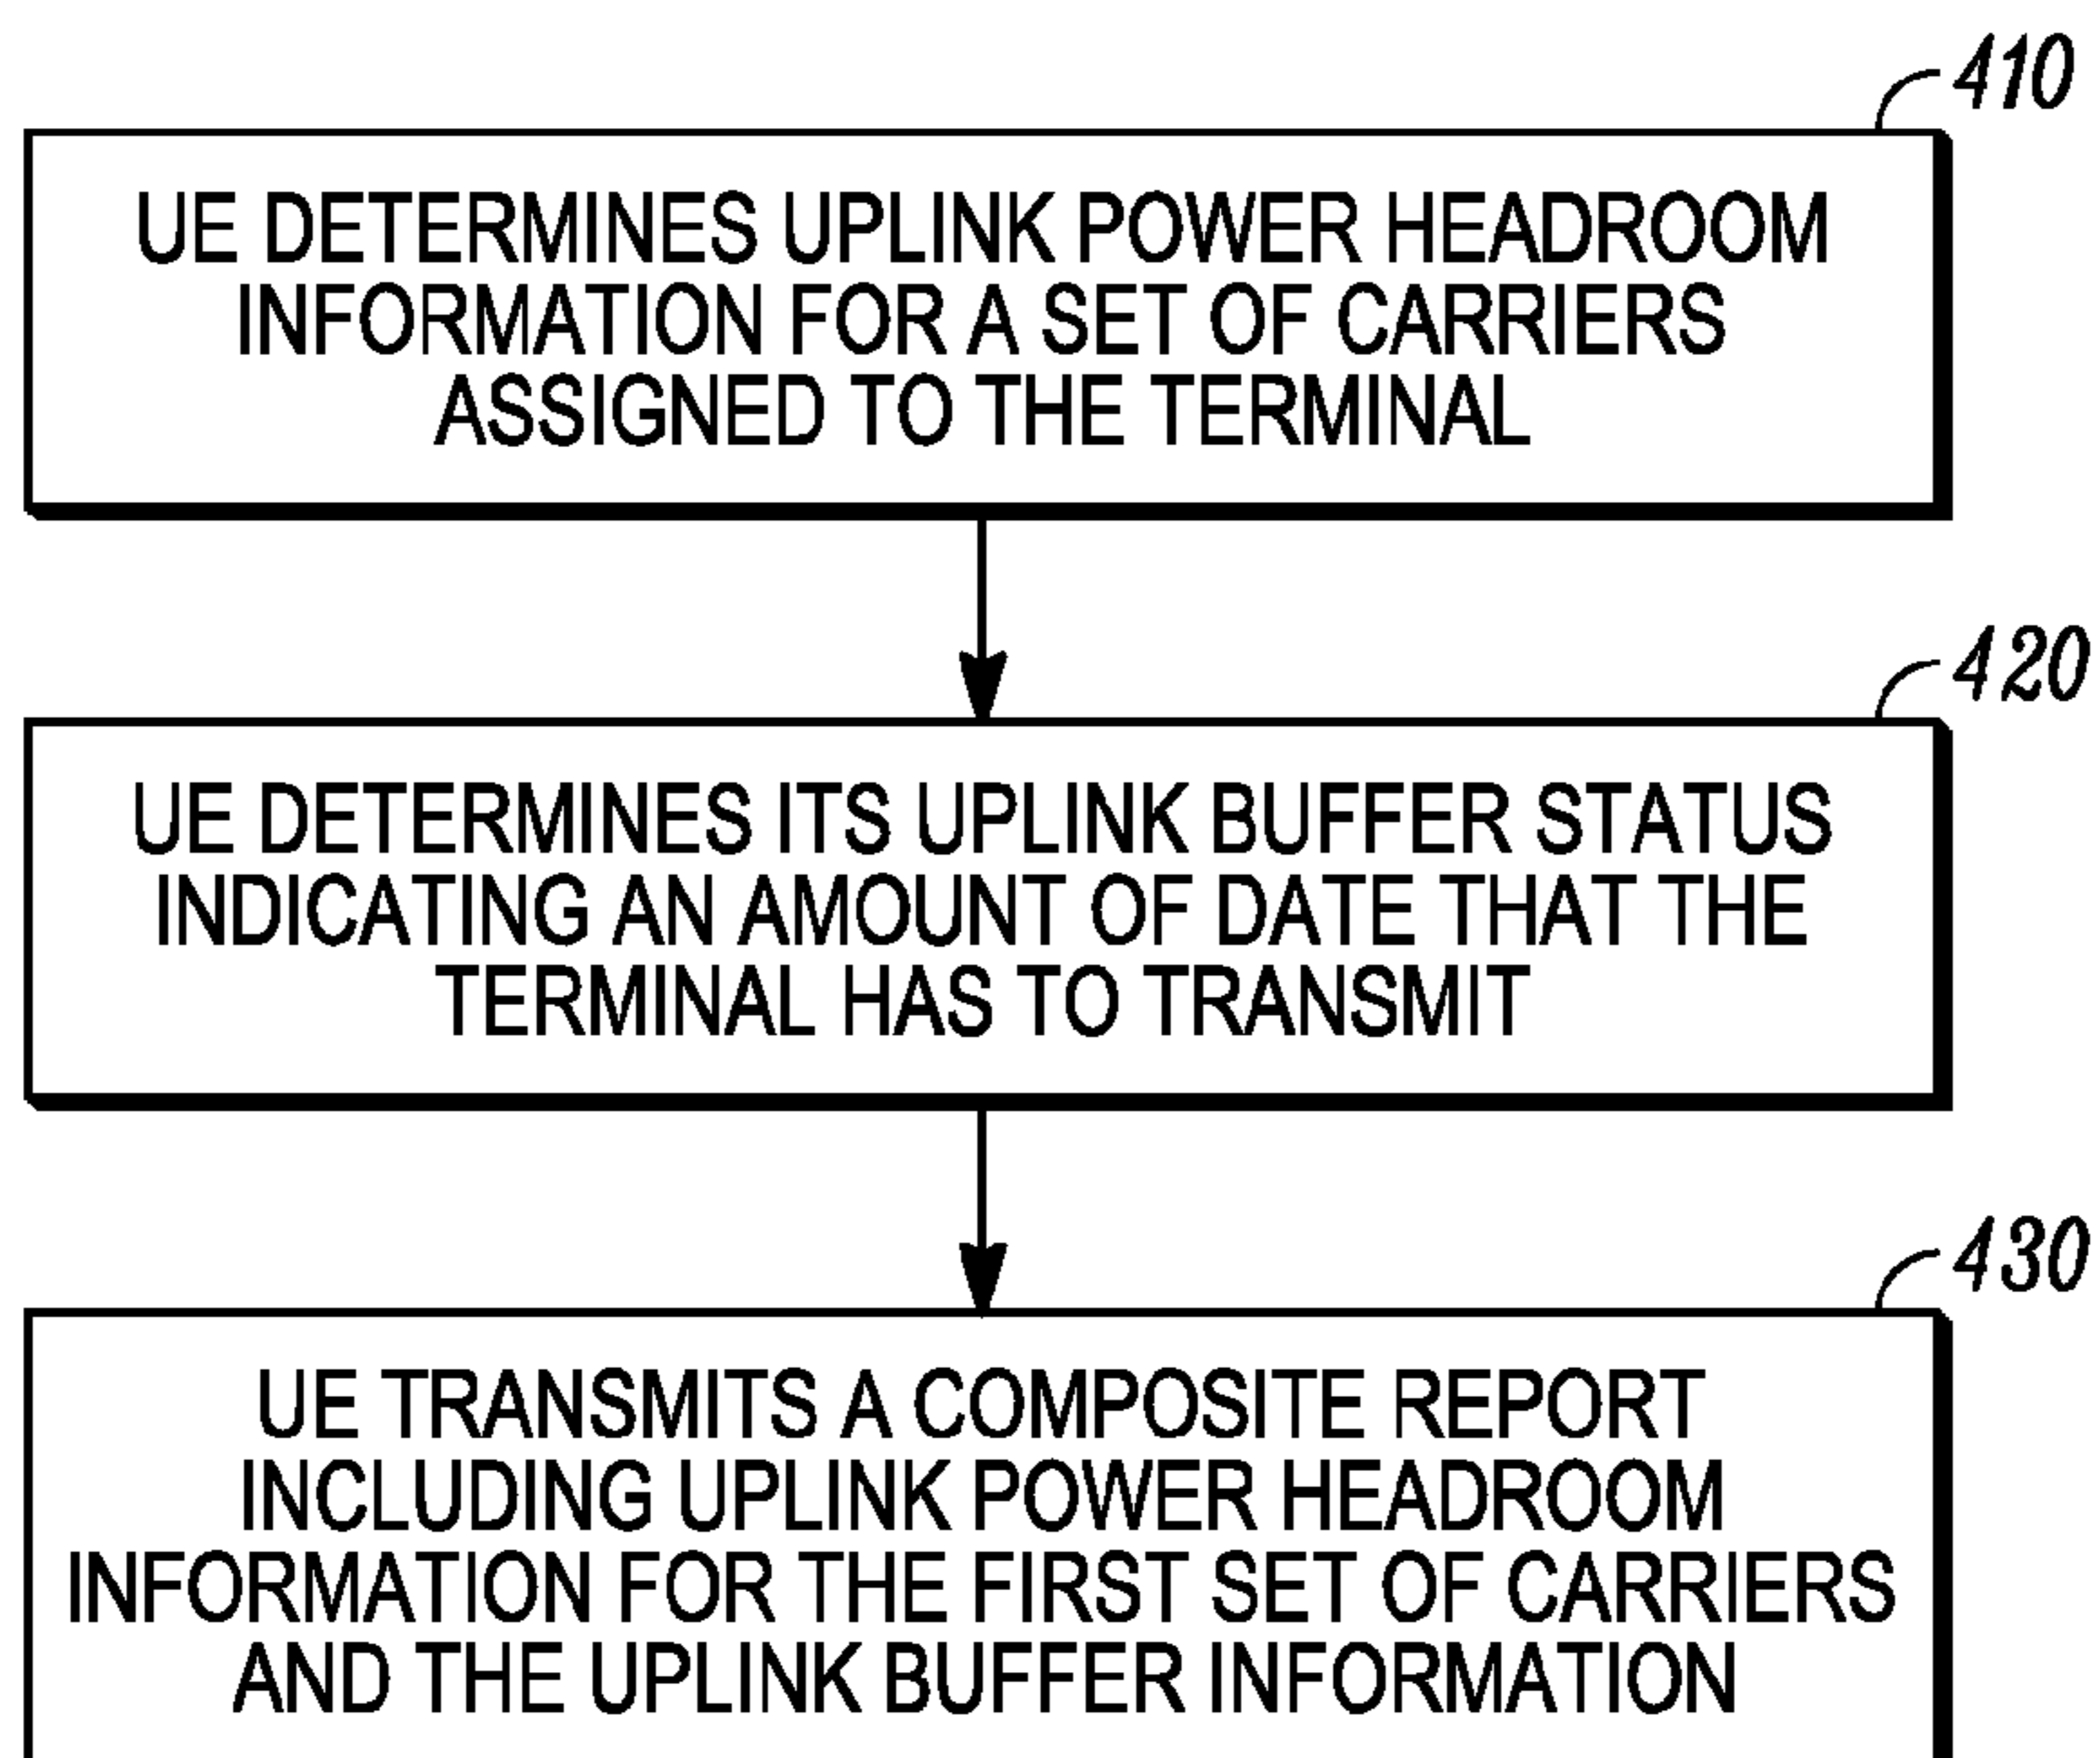 410
UE DETERMINES UPLINK POWER HEADROOM
INFORMATION FOR A SET OF CARRIERS
ASSIGNED TO THE TERMINAL
420
UE DETERMINES ITS UPLINK BUFFER STATUS
INDICATING AN AMOUNT OF DATE THAT THE
TERMINAL HAS TO TRANSMIT
430
UE TRANSMITS A COMPOSITE REPORT
INCLUDING UPLINK POWER HEADROOM
INFORMATION FOR THE FIRST SET OF CARRIERS
AND THE UPLINK BUFFER INFORMATION